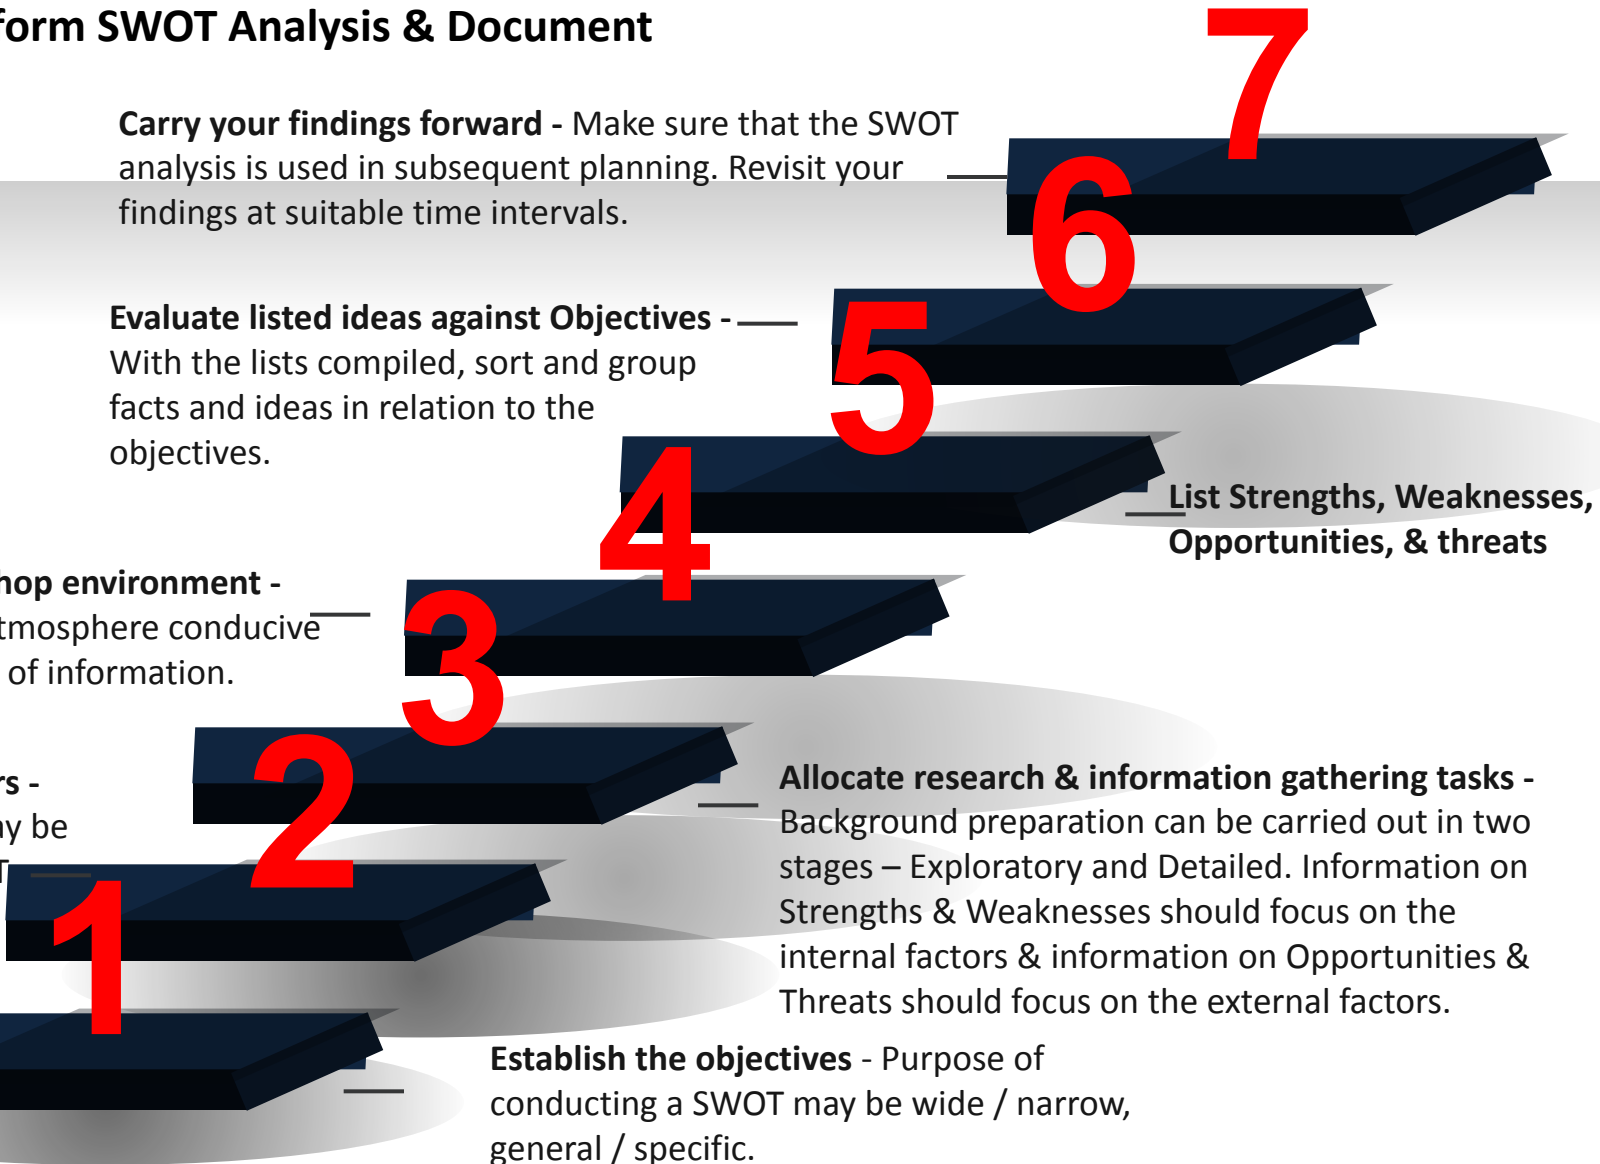 form SWOT Analysis & Document
7
Carry your findings forward - Make sure that the SWOT
analysis is used in subsequent planning. Revisit your
findings at suitable time intervals.
6
Evaluate listed ideas against Objectives -
With the lists compiled, sort and group
facts and ideas in relation to the
objectives.
5
List Strengths, Weaknesses,
Opportunities, & threats
4
hop environment -
tmosphere conducive
of information.
3
Allocate research & information gathering tasks -
Background preparation can be carried out in two
stages – Exploratory and Detailed. Information on
Strengths & Weaknesses should focus on the
internal factors & information on Opportunities &
Threats should focus on the external factors.
2
rs -
ay be
T
1
Establish the objectives - Purpose of
conducting a SWOT may be wide / narrow,
general / specific.